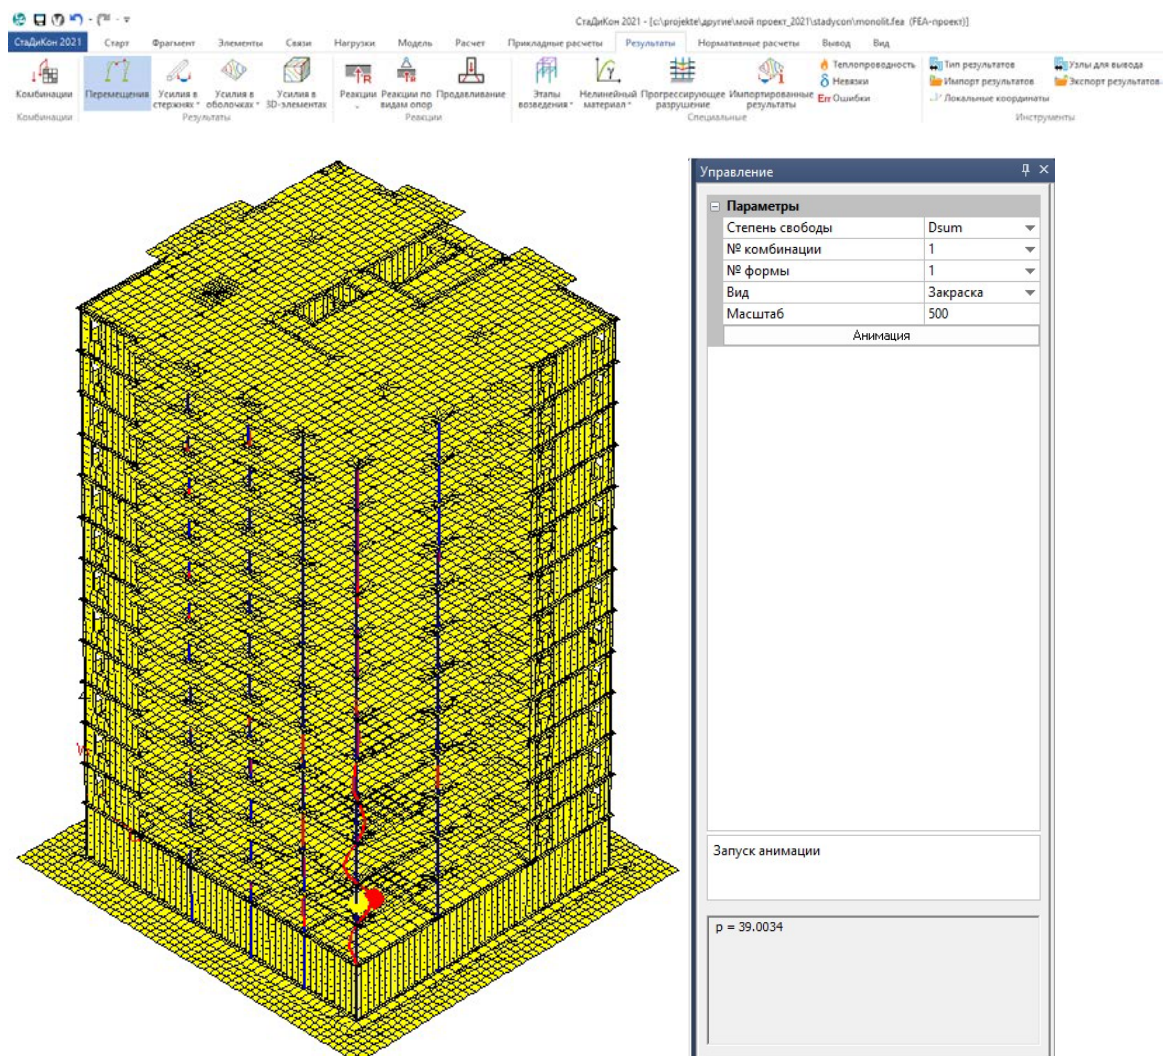 СтаДиКон 2021 - [c:\projekte\другие\мой проект_2021\stadycon\monolit.fea (FEA-проект)]
СтаДиКон 2021 Старт Фрагмент Элементы Связи Нагрузки Модель Расчет Прикладные расчеты Результаты Нормативные расчеты Вывод Вид
Комбинации Перемещения Усилия в стержнях Усилия в оболочках Усилия в 3D-элементах Реакции Реакции по видам опор Продавливание Этапы возведения Нелинейный материал Прогрессирующее разрушение Импортированные результаты
Теплопроводность Тип результатов Узлы для вывода
Невязки Импорт результатов Экспорт результатов
Err Ошибки Локальные координаты
Комбинации Результаты Реакции Специальные Инструменты
Управление
Параметры
Степень свободы Dsum
№ комбинации 1
№ формы 1
Вид Закраска
Масштаб 500
Анимация
Запуск анимации
p = 39.0034